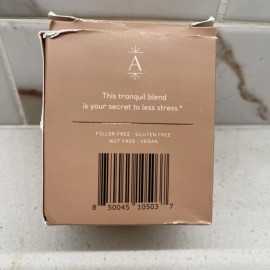 A
This tranquil blend
is your secret to less stress.*
FILLER FREE · GLUTEN FREE
NUT FREE · VEGAN
8 50045 10503 7